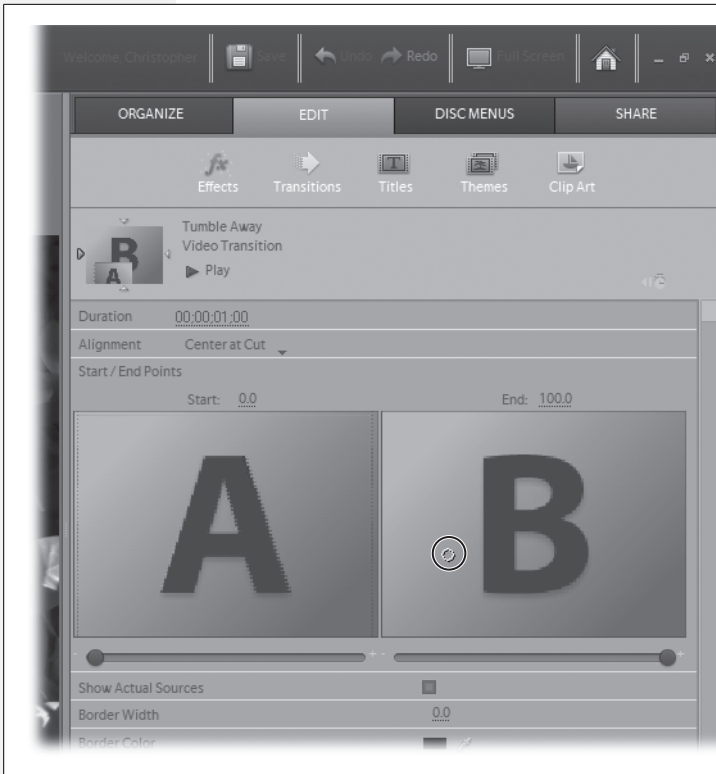 Welcome, Christopher Save Undo Redo Full Screen
ORGANIZE EDIT DISC MENUS SHARE
fx
Effects Transitions Titles Themes Clip Art
B
A
Tumble Away
Video Transition
Play
Duration 00;00;01;00
Alignment Center at Cut
Start / End Points
Start: 0.0 End: 100.0
A B
- + - +
Show Actual Sources
Border Width 0.0
Border Color